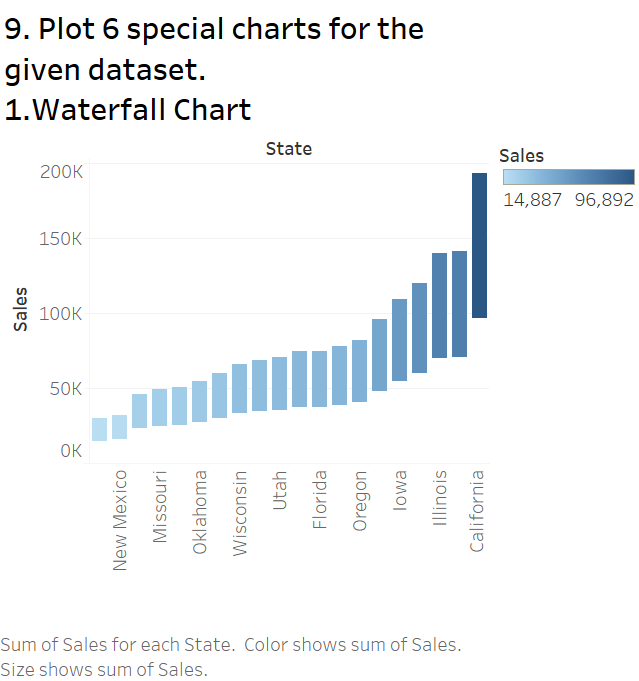 9. Plot 6 special charts for the
given dataset.
1.Waterfall Chart
State
Sales
14,887 96,892
200K
150K
100K
50K
0K
Sales
New Mexico
Missouri
Oklahoma
Wisconsin
Utah
Florida
Oregon
Iowa
Illinois
California
Sum of Sales for each State. Color shows sum of Sales.
Size shows sum of Sales.